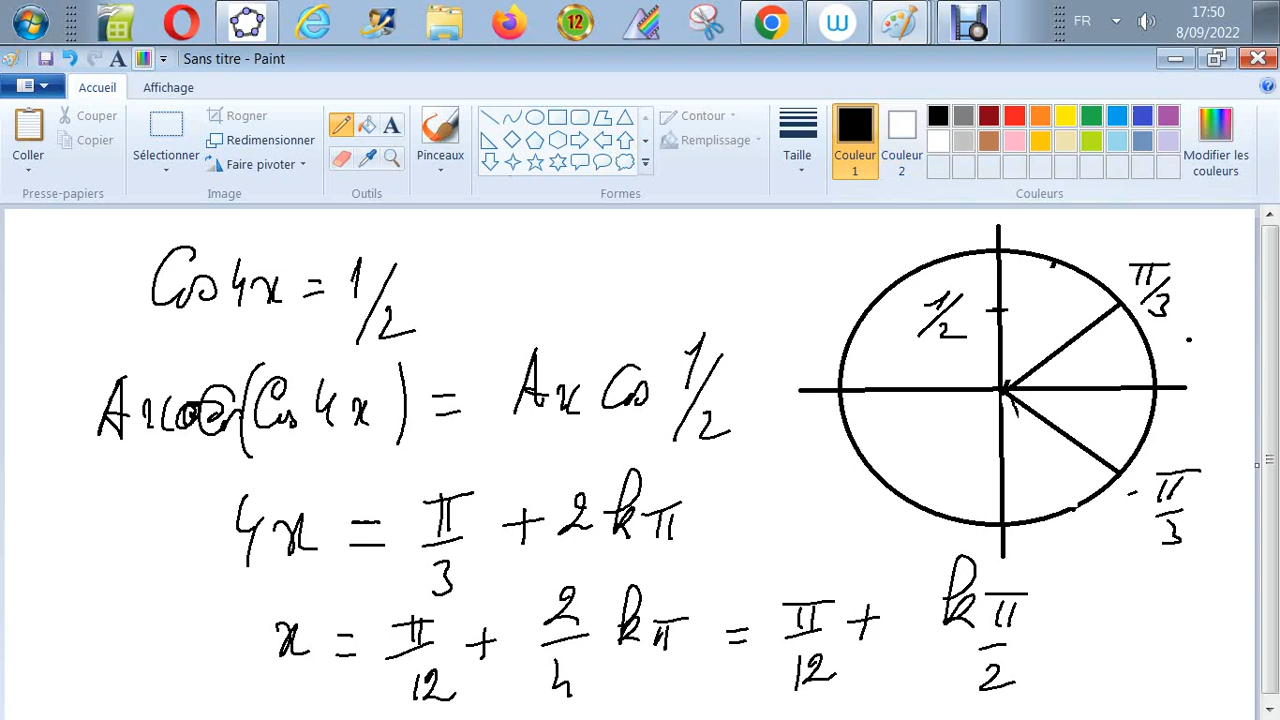 FR
17:50
8/09/2022
12
Sans titre - Paint
Accueil
Affichage
Coller
Couper
Copier
Presse-papiers
Sélectionner
Rogner
Redimensionner
Faire pivoter
Image
A
Outils
Pinceaux
Contour
Remplissage
Formes
Taille
Couleur 1
Couleur 2
Modifier les couleurs
Couleurs
Cos 4x = 1/2
(Cos 4x) = Arc Cos 1/2
4x = π/3 + 2kπ
x = π/12 + 2/4 kπ = π/12 + kπ/2
1/2
π/3
- π/3